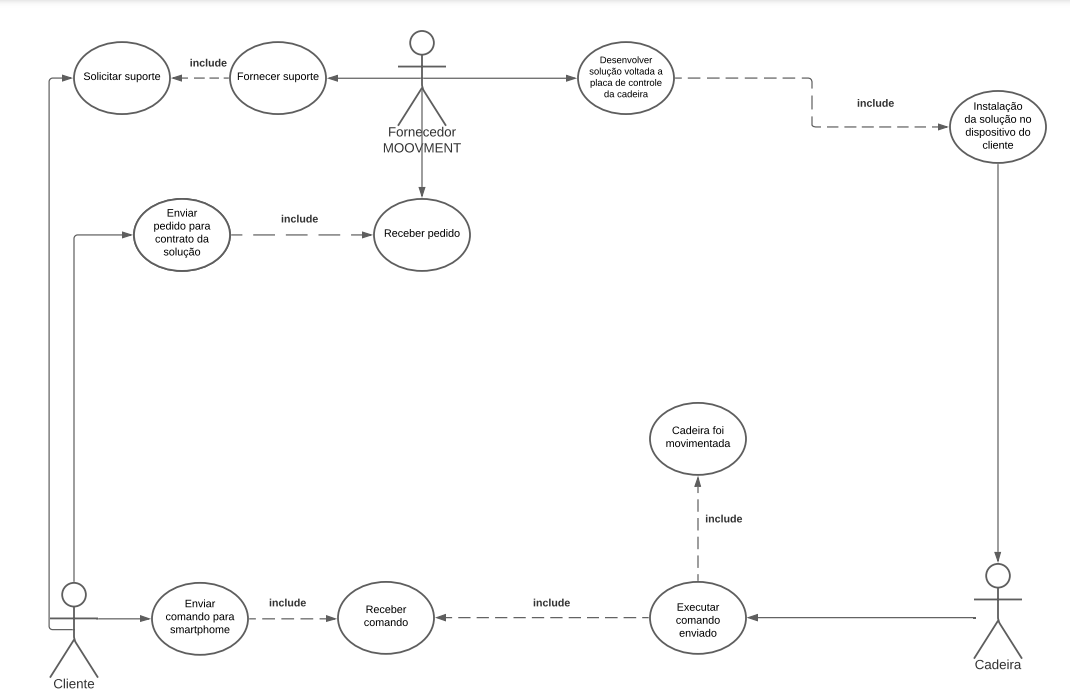 Solicitar suporte
include
Fornecer suporte
Fornecedor
MOOVMENT
Desenvolver
solução voltada a
placa de controle
da cadeira
include
Instalação
da solução no
dispositivo do
cliente
Enviar
pedido para
contrato da
solução
include
Receber pedido
Cadeira foi
movimentada
include
Enviar
comando para
smartphome
include
Receber
comando
include
Executar
comando
enviado
Cliente
Cadeira